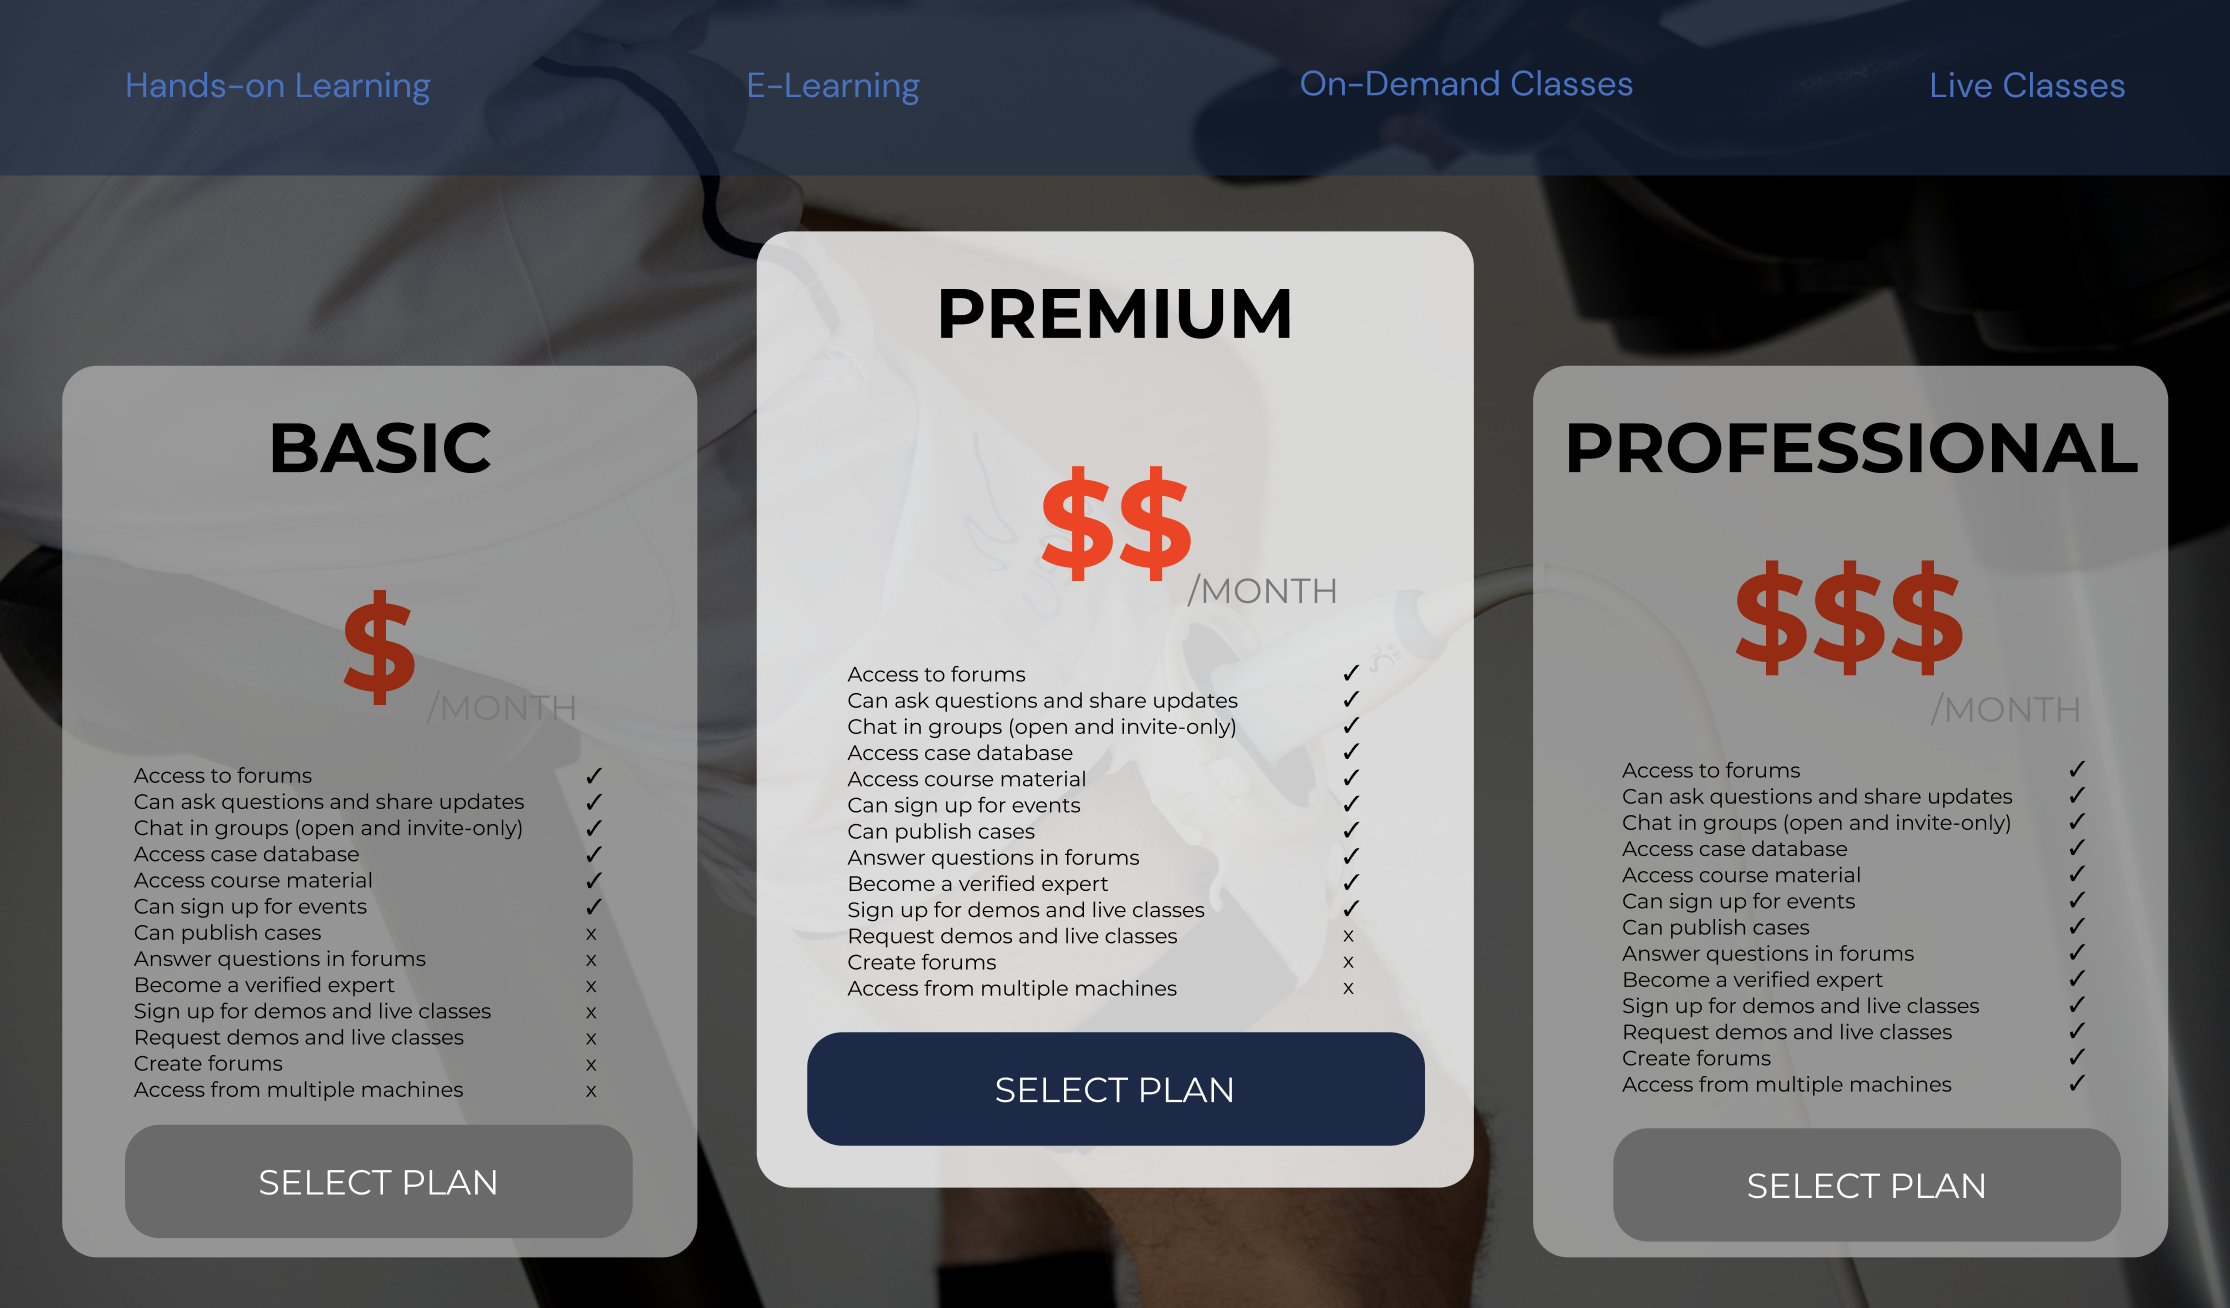 Hands-on Learning
E-Learning
On-Demand Classes
Live Classes
BASIC
$
/MONTH
Access to forums ✓
Can ask questions and share updates ✓
Chat in groups (open and invite-only) ✓
Access case database ✓
Access course material ✓
Can sign up for events ✓
Can publish cases x
Answer questions in forums x
Become a verified expert x
Sign up for demos and live classes x
Request demos and live classes x
Create forums x
Access from multiple machines x
SELECT PLAN
PREMIUM
$$
/MONTH
Access to forums ✓
Can ask questions and share updates ✓
Chat in groups (open and invite-only) ✓
Access case database ✓
Access course material ✓
Can sign up for events ✓
Can publish cases ✓
Answer questions in forums ✓
Become a verified expert ✓
Sign up for demos and live classes ✓
Request demos and live classes x
Create forums x
Access from multiple machines x
SELECT PLAN
PROFESSIONAL
$$$
/MONTH
Access to forums ✓
Can ask questions and share updates ✓
Chat in groups (open and invite-only) ✓
Access case database ✓
Access course material ✓
Can sign up for events ✓
Can publish cases ✓
Answer questions in forums ✓
Become a verified expert ✓
Sign up for demos and live classes ✓
Request demos and live classes ✓
Create forums ✓
Access from multiple machines ✓
SELECT PLAN